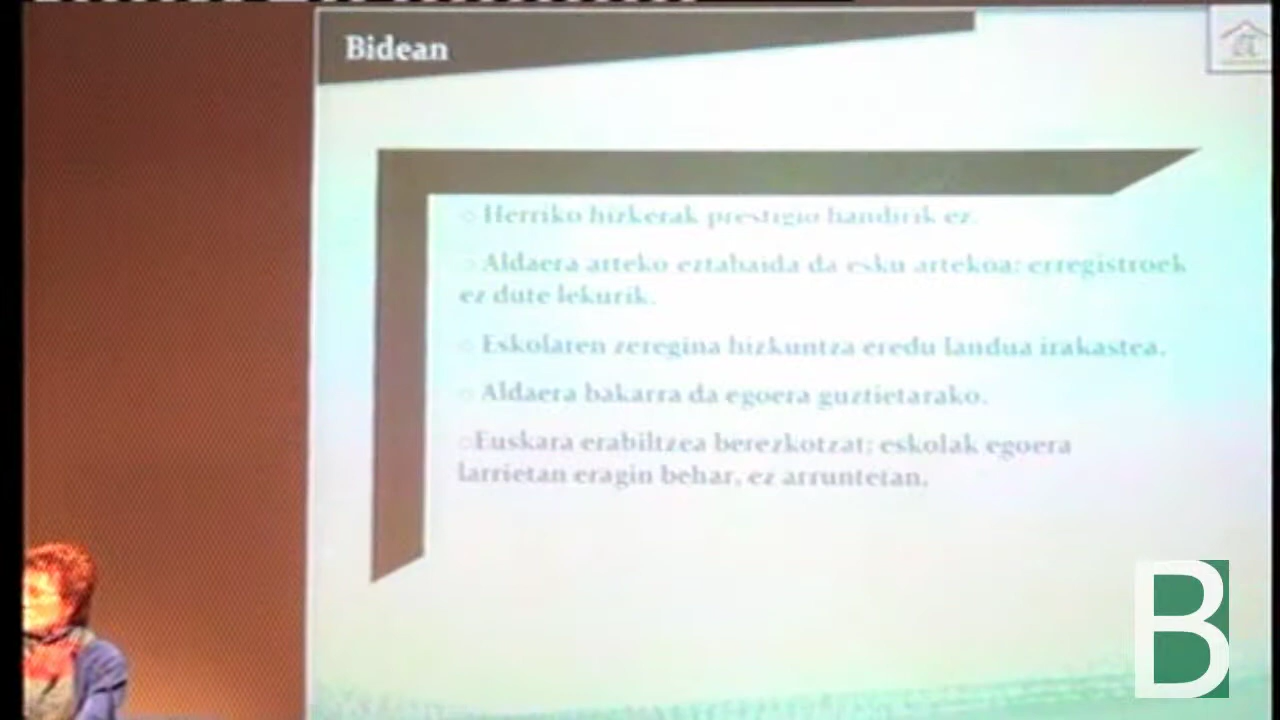 Bidean
Herriko hizkerak prestigio handirik ez.
Aldaera arteko eztabaida da esku artekoa: erregistroek
ez dute lekurik.
Eskolaren zeregina hizkuntza eredu landua irakastea.
Aldaera bakarra da egoera guztietarako.
Euskara erabiltzea berezkotzat: eskolak egoera
larrietan eragin behar, ez arruntetan.
B